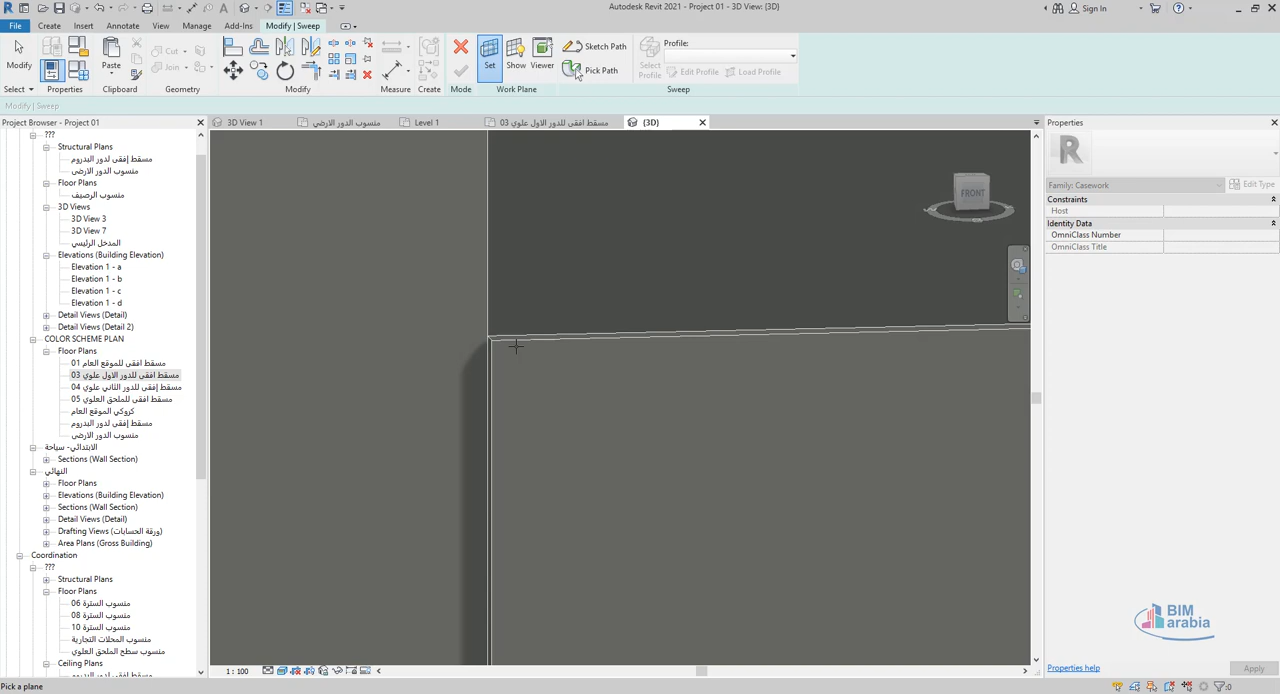 Autodesk Revit 2021 - Project 01 - 3D View: {3D}
Sign In
File Create Insert Annotate View Manage Add-Ins Modify | Sweep
Modify
Paste
Cut
Join
Set Show Viewer
Sketch Path
Pick Path
Select Profile
Profile:
Edit Profile Load Profile
Select Properties Clipboard Geometry Modify Measure Create Mode Work Plane Sweep
Modify | Sweep
Project Browser - Project 01
3D View 1
منسوب الدور الارضي
Level 1
مسقط افقى للدور الاول علوي 03
{3D}
Properties
???
Structural Plans
مسقط إفقى لدور البدروم
منسوب الدور الارضى
Floor Plans
منسوب الرصيف
3D Views
3D View 3
3D View 7
المدخل الرئيسي
Elevations (Building Elevation)
Elevation 1 - a
Elevation 1 - b
Elevation 1 - c
Elevation 1 - d
Detail Views (Detail)
Detail Views (Detail 2)
COLOR SCHEME PLAN
Floor Plans
مسقط افقى للموقع العام 01
مسقط افقى للدور الاول علوي 03
مسقط إفقى للدور الثاني علوي 04
مسقط افقى للملحق العلوي 05
كروكي الموقع العام
مسقط إفقى لدور البدروم
منسوب الدور الارضى
الابتدائي- سياحة
Sections (Wall Section)
النهائي
Floor Plans
Elevations (Building Elevation)
Sections (Wall Section)
Detail Views (Detail)
Drafting Views (ورقة الحسابات)
Area Plans (Gross Building)
Coordination
???
Structural Plans
Floor Plans
منسوب السترة 06
منسوب السترة 08
منسوب السترة 10
منسوب المحلات التجارية
منسوب سطح الملحق العلوي
Ceiling Plans
FRONT
Family: Casework
Edit Type
Constraints
Host
Identity Data
OmniClass Number
OmniClass Title
BIM
arabia
Properties help
Apply
1 : 100
Pick a plane
:0